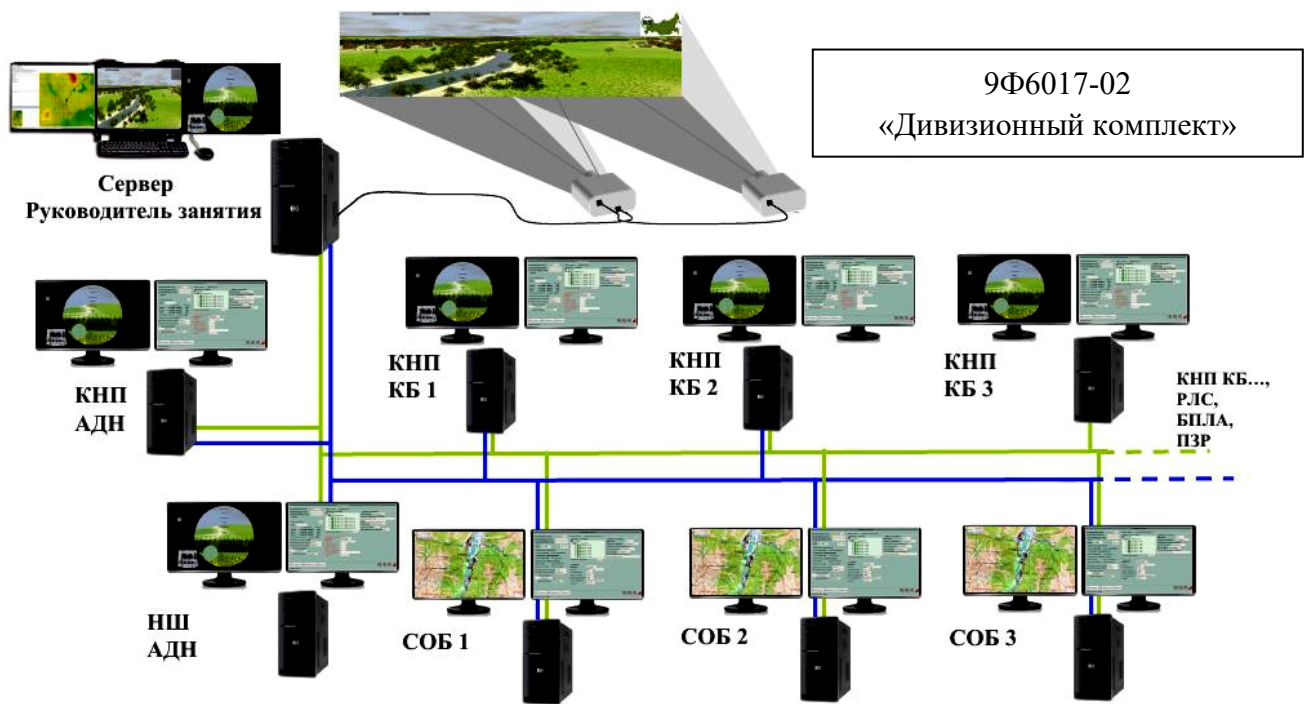 9Ф6017-02
«Дивизионный комплект»
Сервер
Руководитель занятия
КНП
АДН
КНП
КБ 1
КНП
КБ 2
КНП
КБ 3
КНП КБ...,
РЛС,
БПЛА,
ПЗР
НШ
АДН
СОБ 1
СОБ 2
СОБ 3